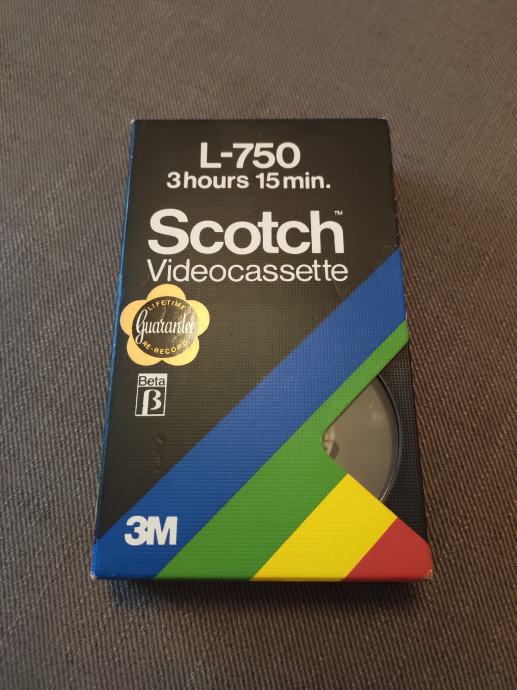 L-750
3 hours 15 min.
Scotch™
Videocassette
LIFETIME
Guarantee
RE-RECORD
Beta
β
3M